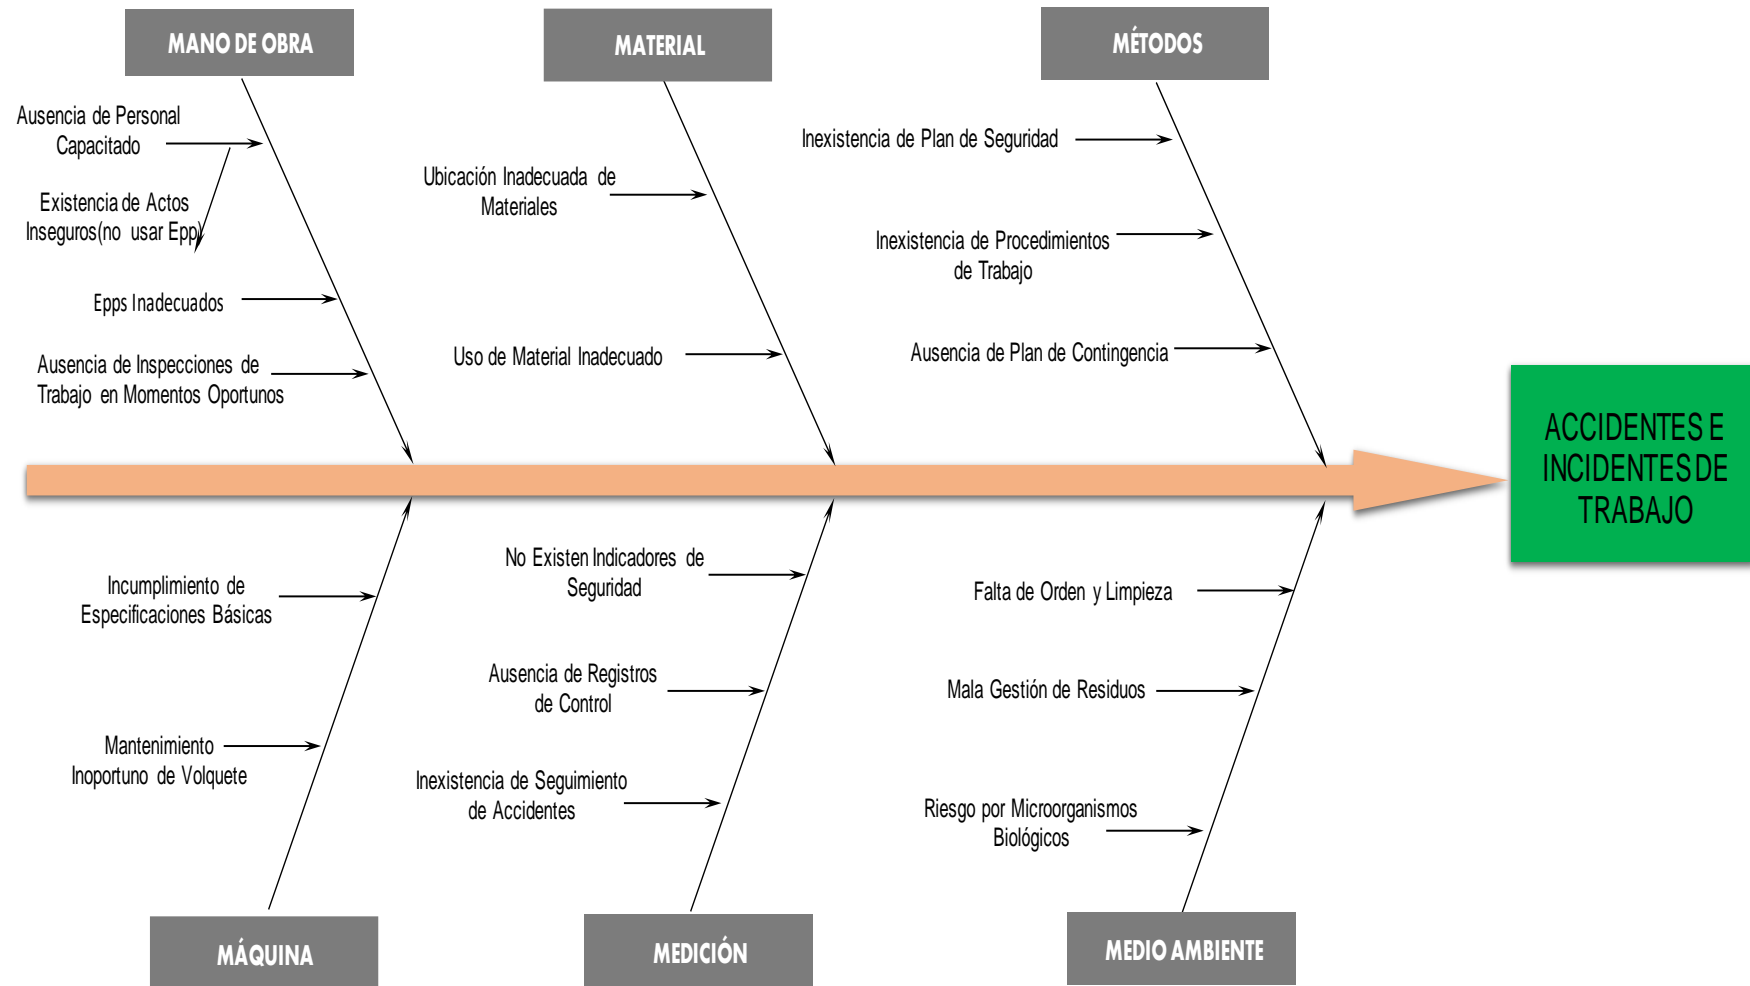 MANO DE OBRA
MATERIAL
MÉTODOS
Ausencia de Personal
Capacitado
Existencia de Actos
Inseguros(no usar Epp)
Epps Inadecuados
Ausencia de Inspecciones de
Trabajo en Momentos Oportunos
Ubicación Inadecuada de
Materiales
Uso de Material Inadecuado
Inexistencia de Plan de Seguridad
Inexistencia de Procedimientos
de Trabajo
Ausencia de Plan de Contingencia
ACCIDENTES E
INCIDENTES DE
TRABAJO
Incumplimiento de
Especificaciones Básicas
Mantenimiento
Inoportuno de Volquete
No Existen Indicadores de
Seguridad
Ausencia de Registros
de Control
Inexistencia de Seguimiento
de Accidentes
Falta de Orden y Limpieza
Mala Gestión de Residuos
Riesgo por Microorganismos
Biológicos
MÁQUINA
MEDICIÓN
MEDIO AMBIENTE